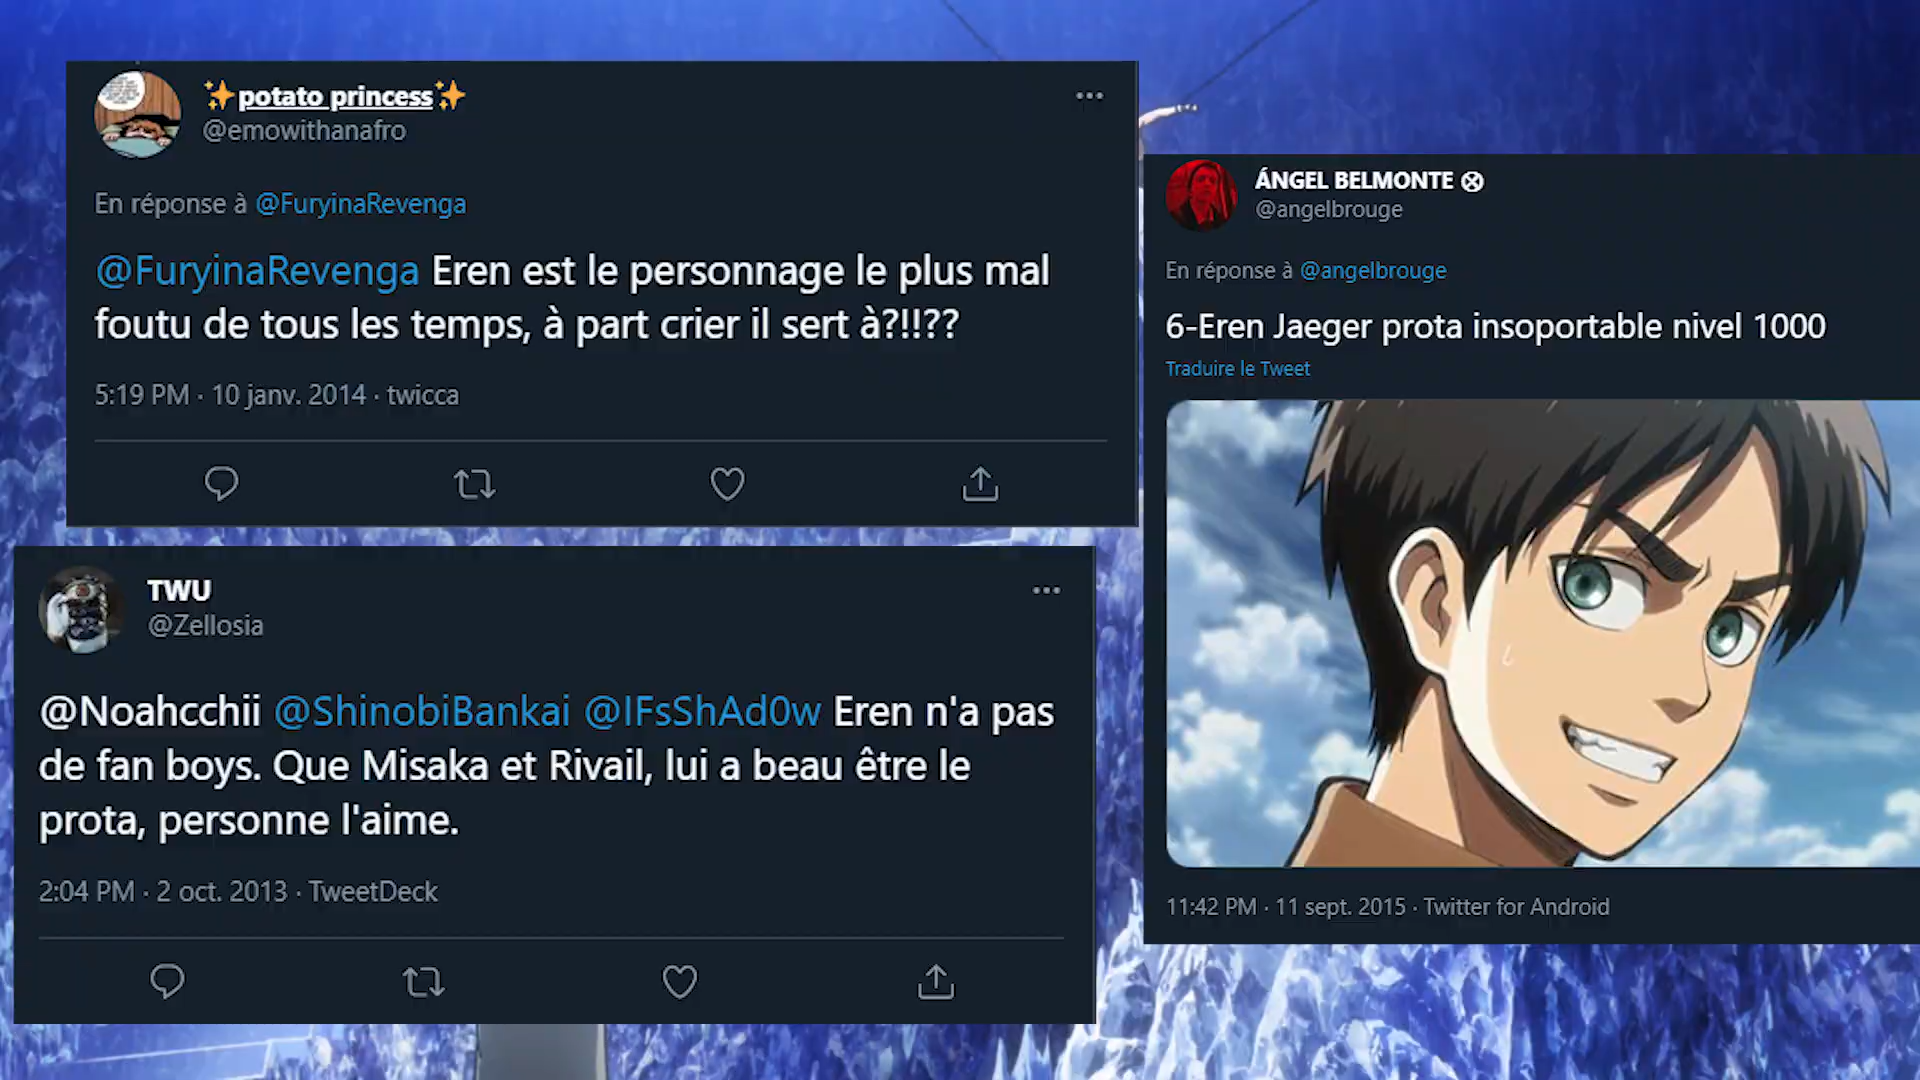 ✨potato princess✨
@emowithanafro
En réponse à @FuryinaRevenga
@FuryinaRevenga Eren est le personnage le plus mal
foutu de tous les temps, à part crier il sert à?!!??
5:19 PM · 10 janv. 2014 · twicca
TWU
@Zellosia
@Noahcchii @ShinobiBankai @IFsShAd0w Eren n'a pas
de fan boys. Que Misaka et Rivail, lui a beau être le
prota, personne l'aime.
2:04 PM · 2 oct. 2013 · TweetDeck
ÁNGEL BELMONTE ⨂
@angelbrouge
En réponse à @angelbrouge
6-Eren Jaeger prota insoportable nivel 1000
Traduire le Tweet
11:42 PM · 11 sept. 2015 · Twitter for Android